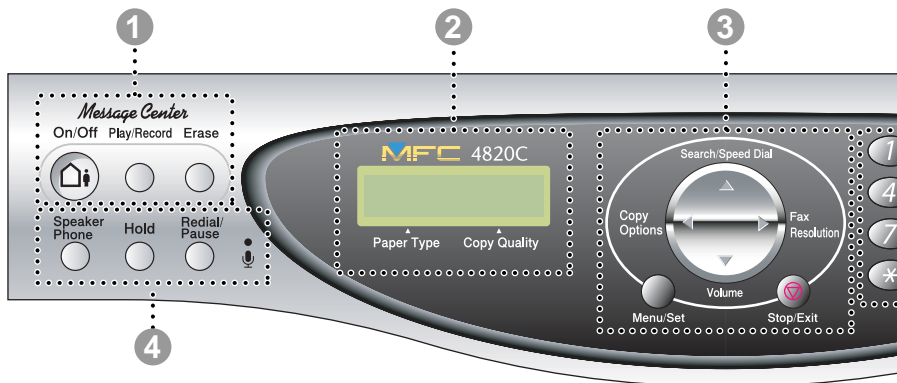 1
2
3
Message Center
On/Off Play/Record Erase
MFC 4820C
Search/Speed Dial
1
4
7
*
Speaker
Phone
Hold
Redial/
Pause
Paper Type Copy Quality
Copy
Options
Fax
Resolution
Volume
Menu/Set
Stop/Exit
4